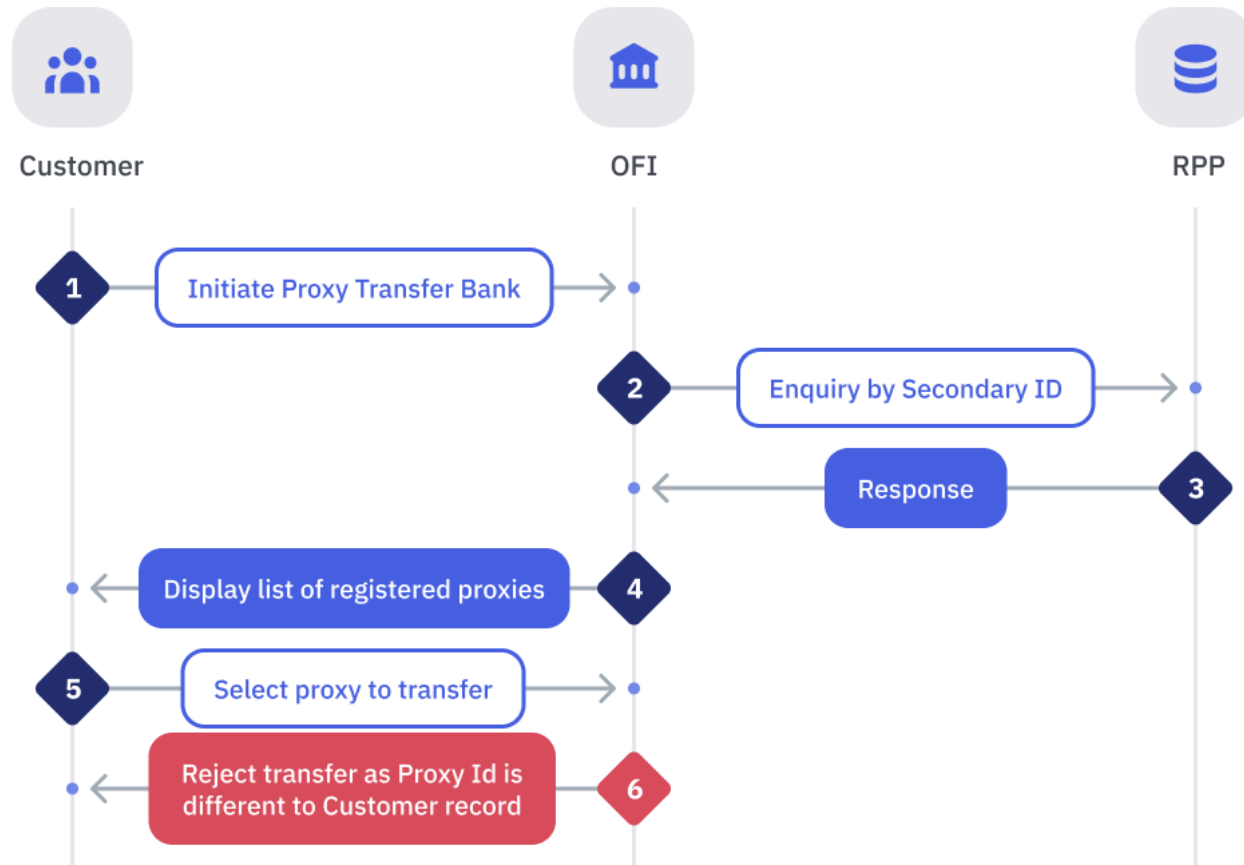 Customer
OFI
RPP
1
Initiate Proxy Transfer Bank
2
Enquiry by Secondary ID
Response
3
Display list of registered proxies
4
5
Select proxy to transfer
Reject transfer as Proxy Id is
different to Customer record
6